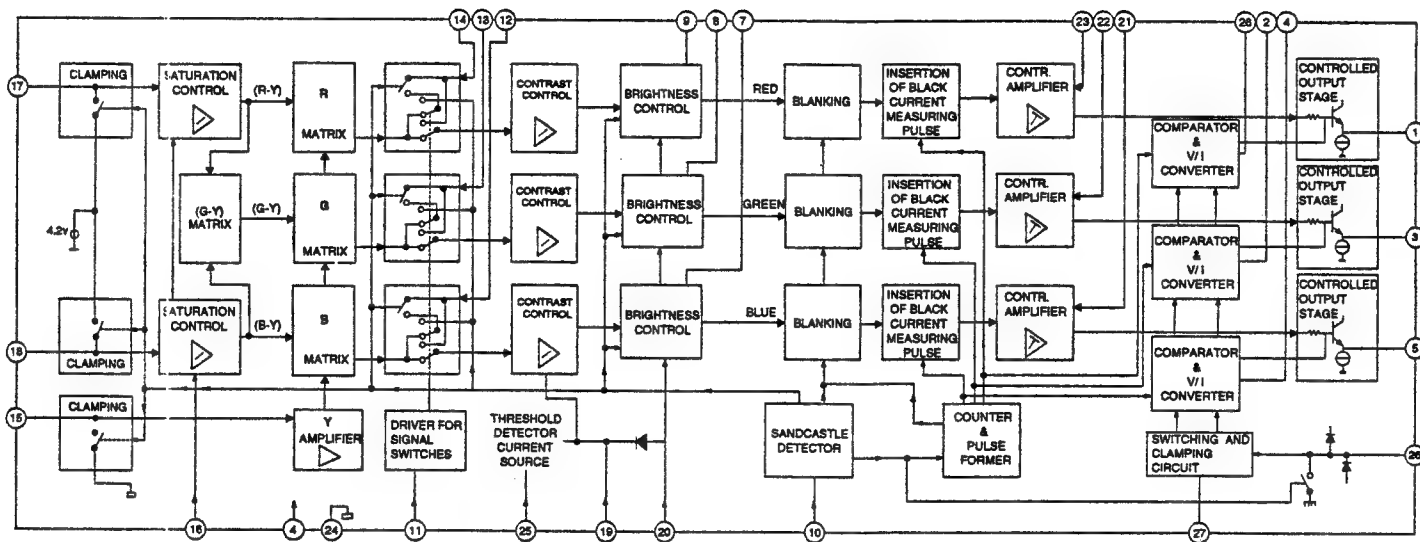 14 13 12 9 8 7 23 22 21 28 2 4
17
CLAMPING
SATURATION
CONTROL
(R-Y)
R
MATRIX
CONTRAST
CONTROL
BRIGHTNESS
CONTROL
RED
BLANKING
INSERTION
OF BLACK
CURRENT
MEASURING
PULSE
CONTR.
AMPLIFIER
COMPARATOR
&
V/I
CONVERTER
CONTROLLED
OUTPUT
STAGE
1
(G-Y)
MATRIX
(G-Y)
G
MATRIX
CONTRAST
CONTROL
BRIGHTNESS
CONTROL
GREEN
BLANKING
INSERTION
OF BLACK
CURRENT
MEASURING
PULSE
CONTR.
AMPLIFIER
COMPARATOR
&
V/I
CONVERTER
CONTROLLED
OUTPUT
STAGE
3
4.2v
18
CLAMPING
SATURATION
CONTROL
(B-Y)
B
MATRIX
CONTRAST
CONTROL
BRIGHTNESS
CONTROL
BLUE
BLANKING
INSERTION
OF BLACK
CURRENT
MEASURING
PULSE
CONTR.
AMPLIFIER
COMPARATOR
&
V/I
CONVERTER
CONTROLLED
OUTPUT
STAGE
5
15
CLAMPING
Y
AMPLIFIER
DRIVER FOR
SIGNAL
SWITCHES
THRESHOLD
DETECTOR
CURRENT
SOURCE
SANDCASTLE
DETECTOR
COUNTER
&
PULSE
FORMER
SWITCHING AND
CLAMPING
CIRCUIT
26
16 4 24 11 25 19 20 10 27